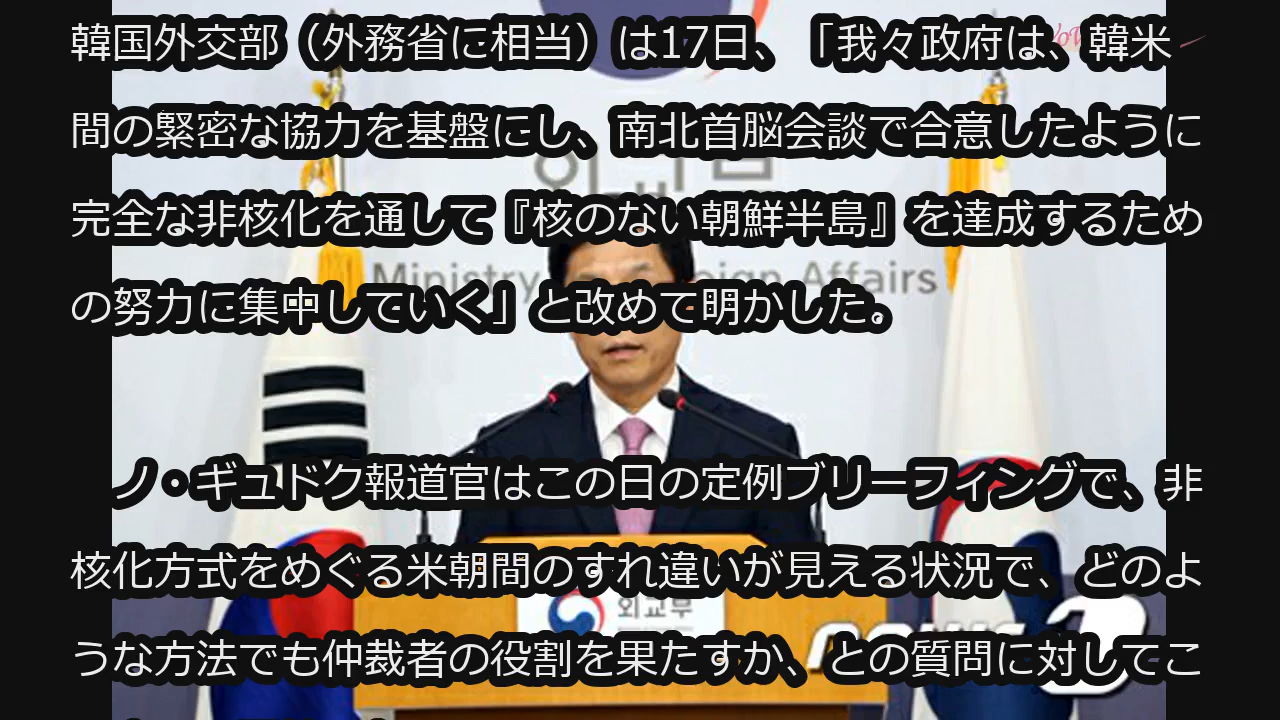 韓国外交部（外務省に相当）は17日、「我々政府は、韓米
間の緊密な協力を基盤にし、南北首脳会談で合意したように
完全な非核化を通して『核のない朝鮮半島』を達成するため
の努力に集中していく」と改めて明かした。
Ministry Affairs
ノ・ギュドク報道官はこの日の定例ブリーフィングで、非
核化方式をめぐる米朝間のすれ違いが見える状況で、どのよ
외교부
うな方法でも仲裁者の役割を果たすか、との質問に対してこ